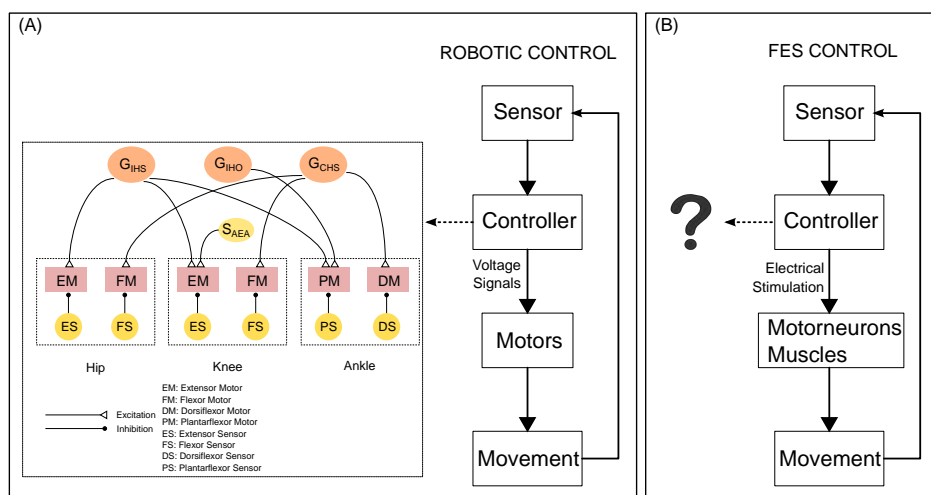 (A)
ROBOTIC CONTROL
Sensor
G_IHS G_IHO G_CHS
Controller
S_AEA
Voltage
Signals
EM FM EM FM PM DM
ES FS ES FS PS DS
Motors
Hip Knee Ankle
EM: Extensor Motor
FM: Flexor Motor
DM: Dorsiflexor Motor
PM: Plantarflexor Motor
ES: Extensor Sensor
FS: Flexor Sensor
DS: Dorsiflexor Sensor
PS: Plantarflexor Sensor
Excitation
Inhibition
Movement
(B)
FES CONTROL
Sensor
?
Controller
Electrical
Stimulation
Motorneurons
Muscles
Movement